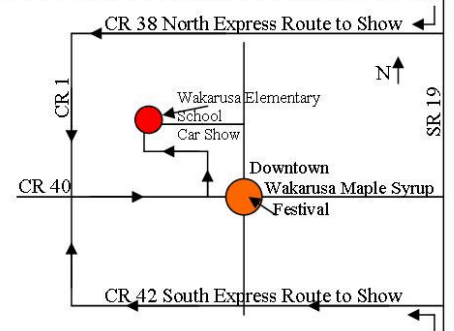 CR 38 North Express Route to Show
N
CR 1
SR 19
Wakarusa Elementary
School
Car Show
Downtown
CR 40
Wakarusa Maple Syrup
Festival
CR 42 South Express Route to Show